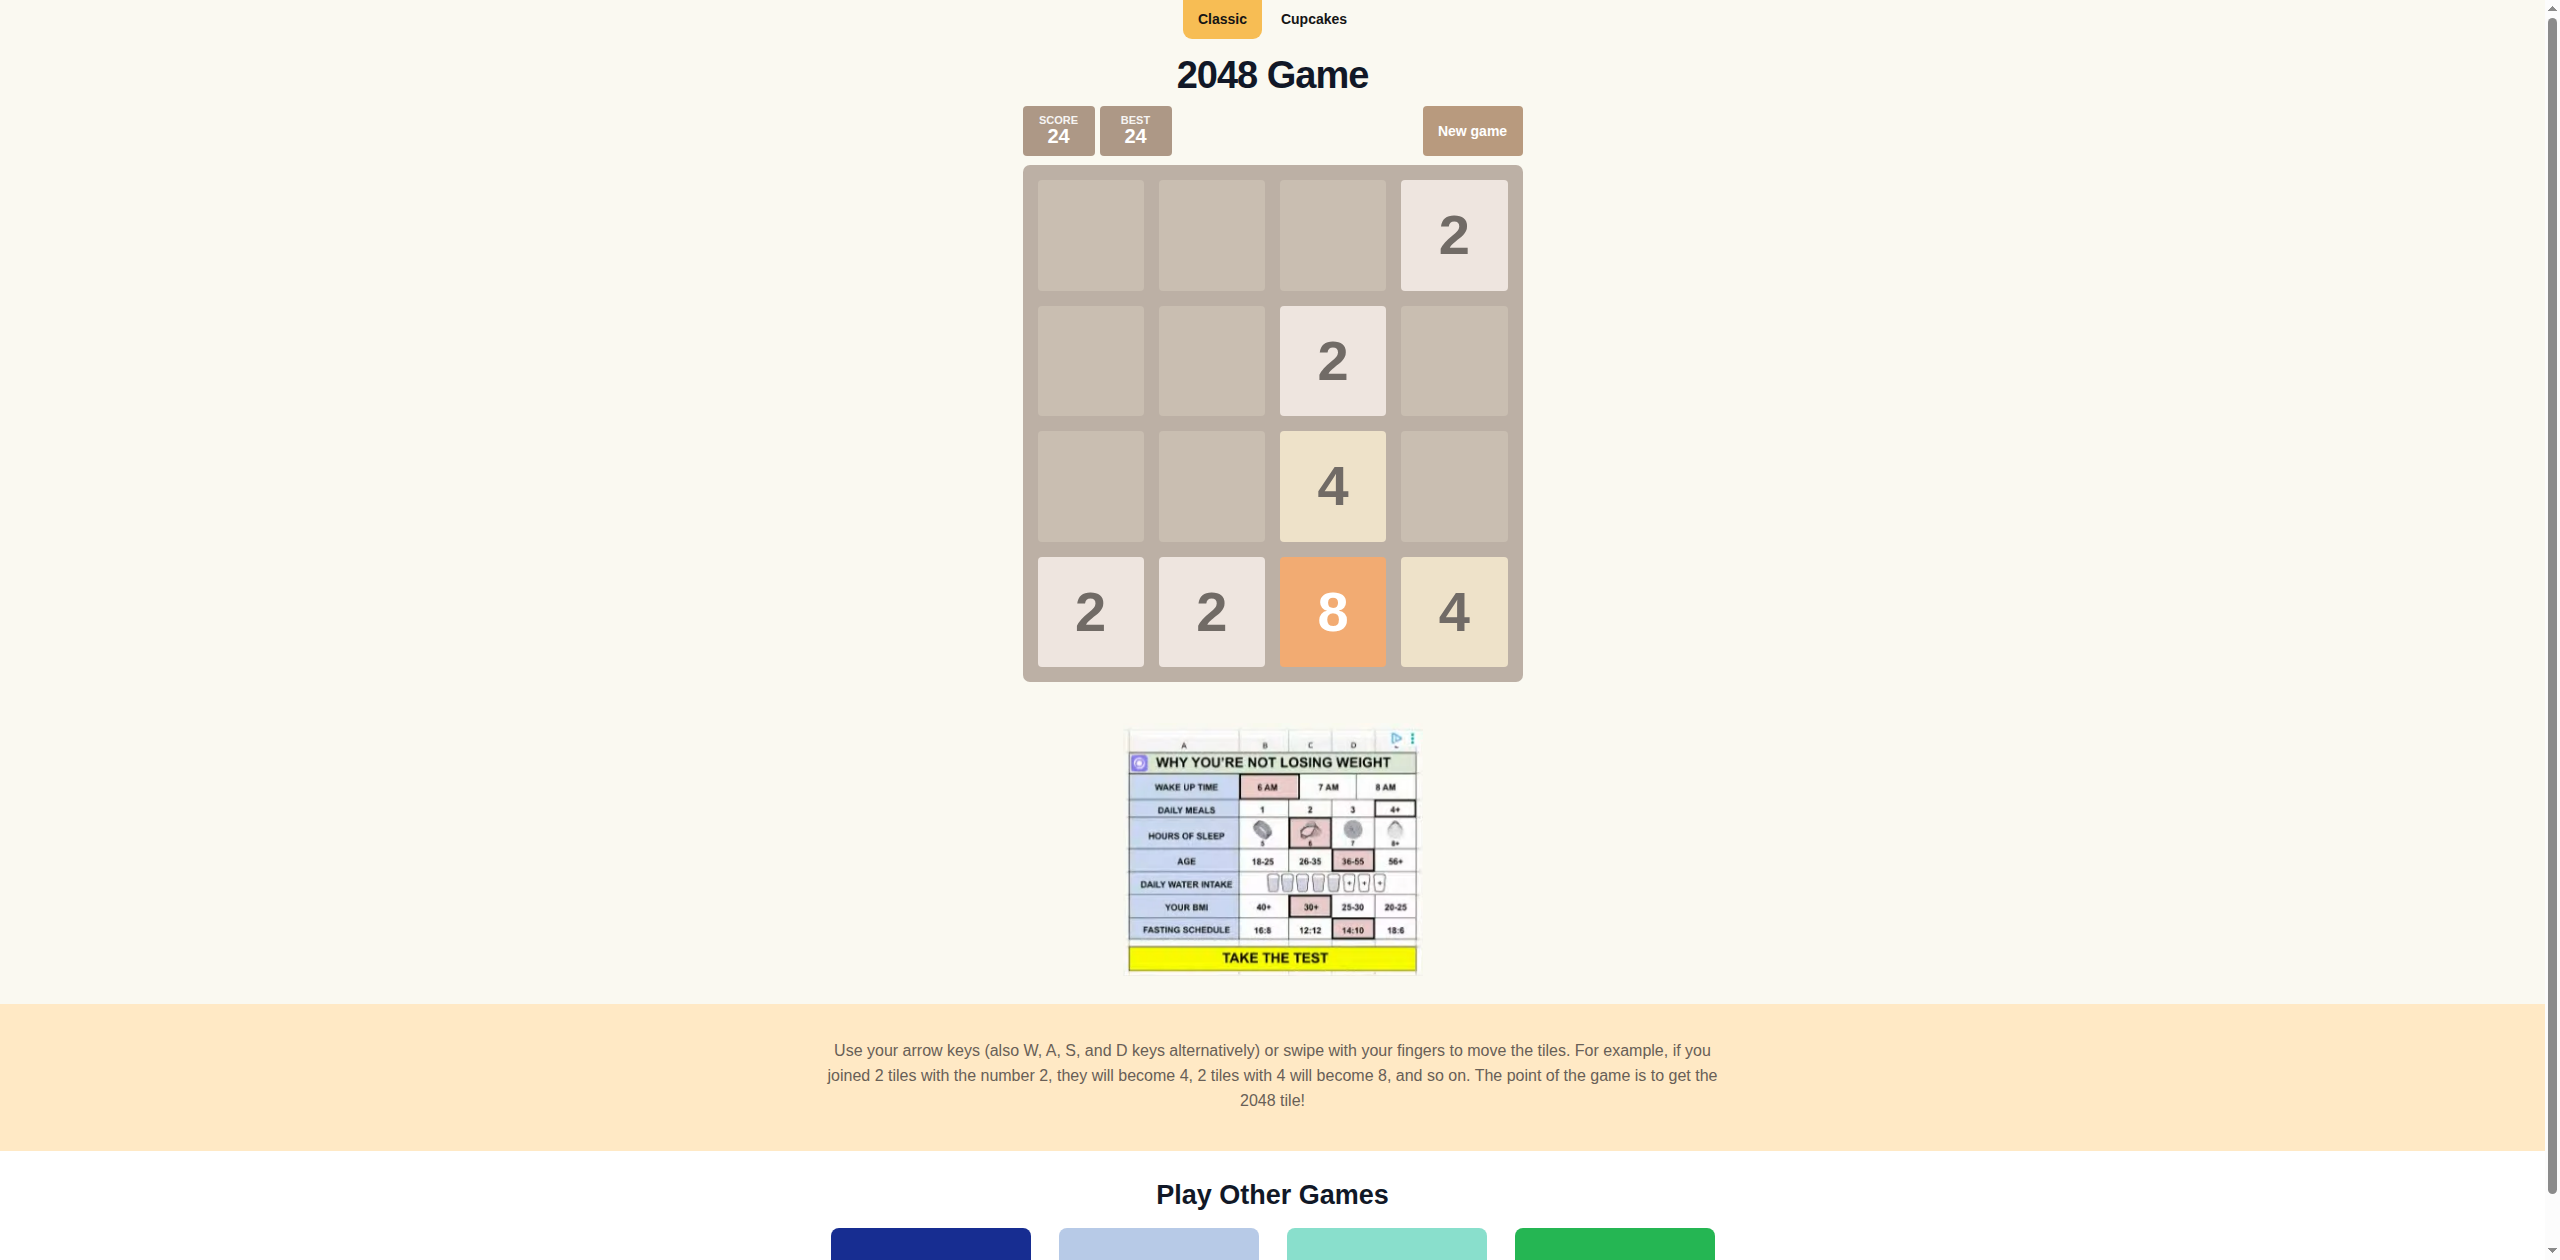 Classic Cupcakes
2048 Game
SCORE BEST
24 24
New game
2
2
4
2 2 8 4
A B C D
WHY YOU'RE NOT LOSING WEIGHT
WAKE UP TIME 6 AM 7 AM 8 AM
DAILY MEALS 1 2 3 4+
HOURS OF SLEEP 5 6 7 8+
AGE 18-25 26-35 36-55 56+
DAILY WATER INTAKE + + +
YOUR BMI 40+ 30+ 25-30 20-25
FASTING SCHEDULE 16:8 12:12 14:10 18:6
TAKE THE TEST
Use your arrow keys (also W, A, S, and D keys alternatively) or swipe with your fingers to move the tiles. For example, if you
joined 2 tiles with the number 2, they will become 4, 2 tiles with 4 will become 8, and so on. The point of the game is to get the
2048 tile!
Play Other Games